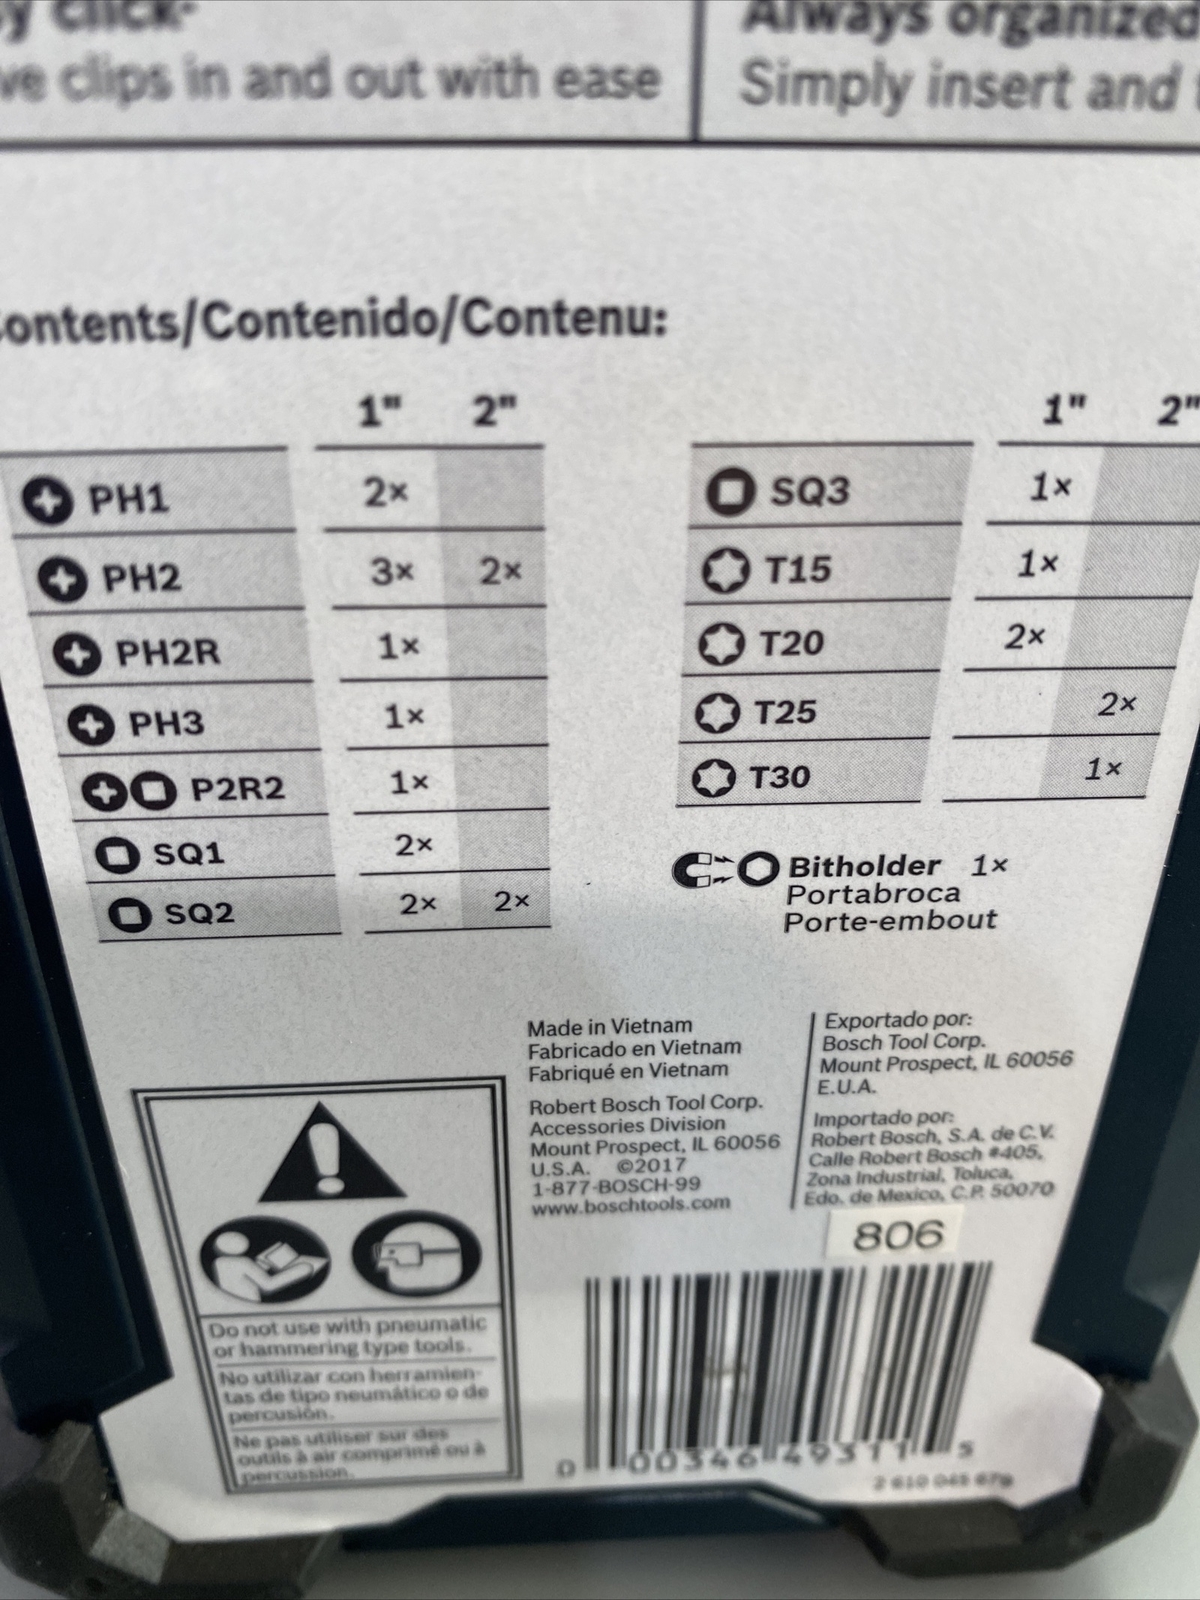 click-
clips in and out with ease
Always organized
Simply insert and
Contents/Contenido/Contenu:
1" 2"
PH1 2×
PH2 3× 2×
PH2R 1×
PH3 1×
P2R2 1×
SQ1 2×
SQ2 2× 2×
1" 2"
SQ3 1×
T15 1×
T20 2×
T25 2×
T30 1×
Bitholder 1×
Portabroca
Porte-embout
Made in Vietnam
Fabricado en Vietnam
Fabriqué en Vietnam
Robert Bosch Tool Corp.
Accessories Division
Mount Prospect, IL 60056
U.S.A. ©2017
1-877-BOSCH-99
www.boschtools.com
Exportado por:
Bosch Tool Corp.
Mount Prospect, IL 60056
E.U.A.
Importado por:
Robert Bosch, S.A. de C.V.
Calle Robert Bosch #405,
Zona Industrial, Toluca,
Edo. de Mexico, C.P. 50070
806
Do not use with pneumatic
or hammering type tools.
No utilizar con herramien-
tas de tipo neumático o de
percusión.
Ne pas utiliser sur des
outils à air comprimé ou à
percussion.
0 00346 49311 5
2 610 045